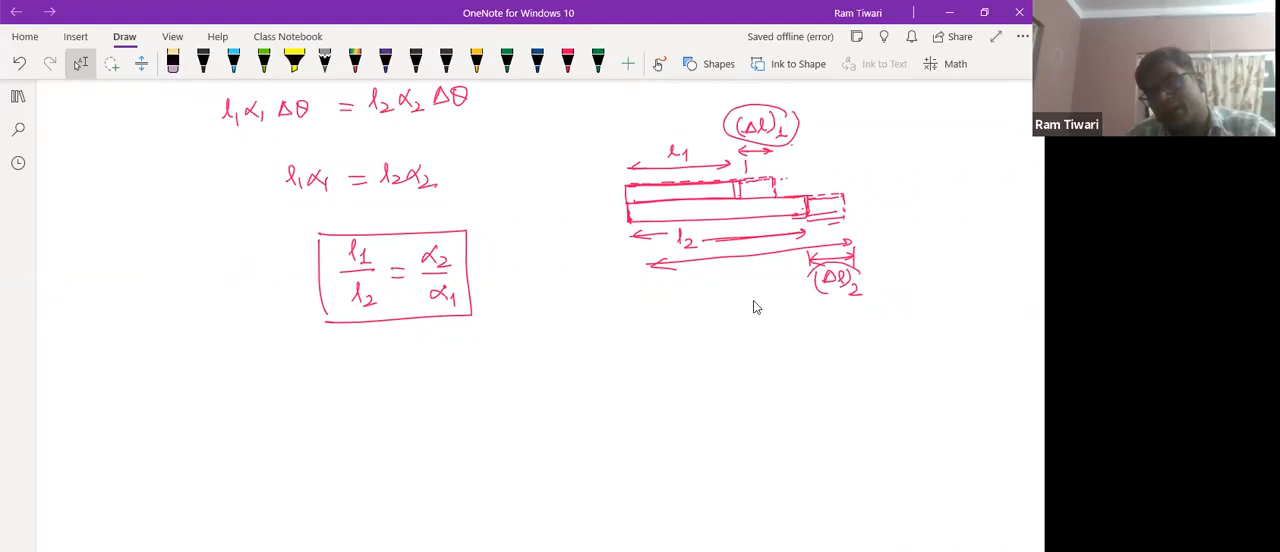 OneNote for Windows 10
Ram Tiwari
Home Insert Draw View Help Class Notebook
Saved offline (error) Share
Shapes Ink to Shape Ink to Text Math
Ram Tiwari
l₁α₁ Δθ = l₂α₂ Δθ
l₁α₁ = l₂α₂
l₁/l₂ = α₂/α₁
(Δl)₁
l₁
l₂
(Δl)₂